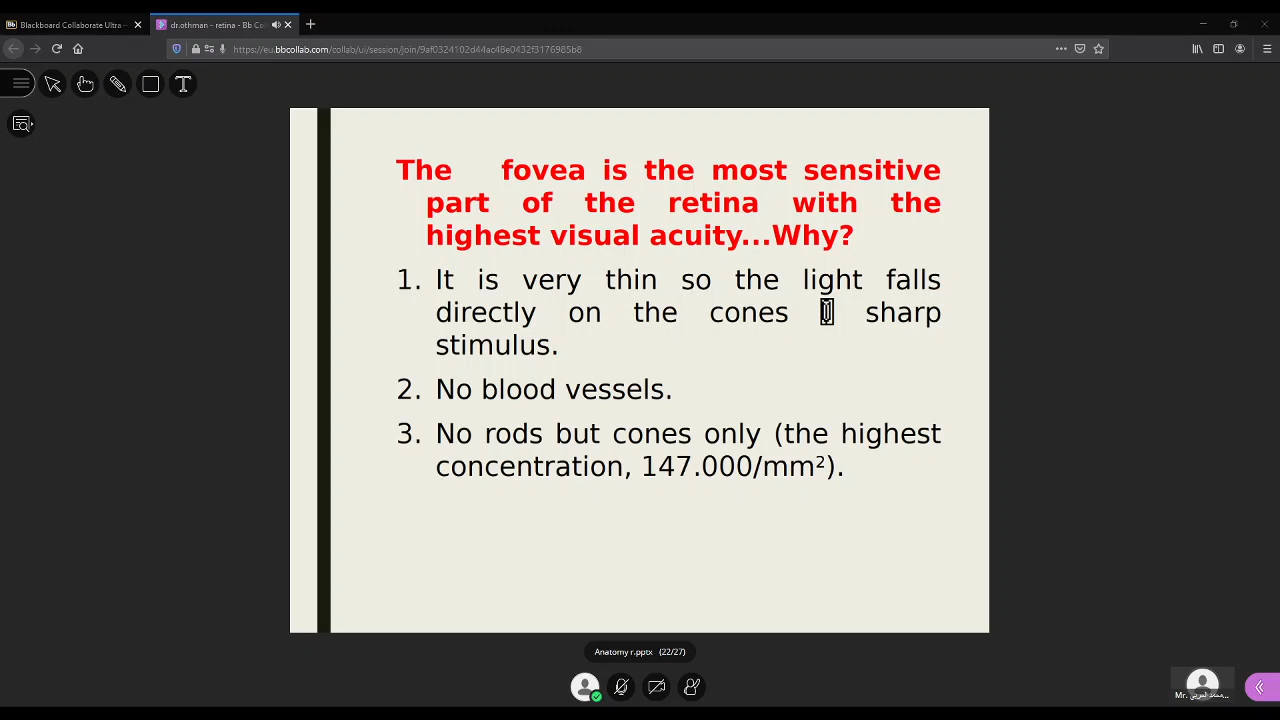 Blackboard Collaborate Ultra –
dr.othman - retina - Bb Co
https://eu.bbcollab.com/collab/ui/session/join/9af0324102d44ac48e0432f3176985b8
The fovea is the most sensitive
part of the retina with the
highest visual acuity...Why?
1. It is very thin so the light falls
directly on the cones sharp
stimulus.
2. No blood vessels.
3. No rods but cones only (the highest
concentration, 147.000/mm²).
Anatomy r.pptx (22/27)
Mr. محمد